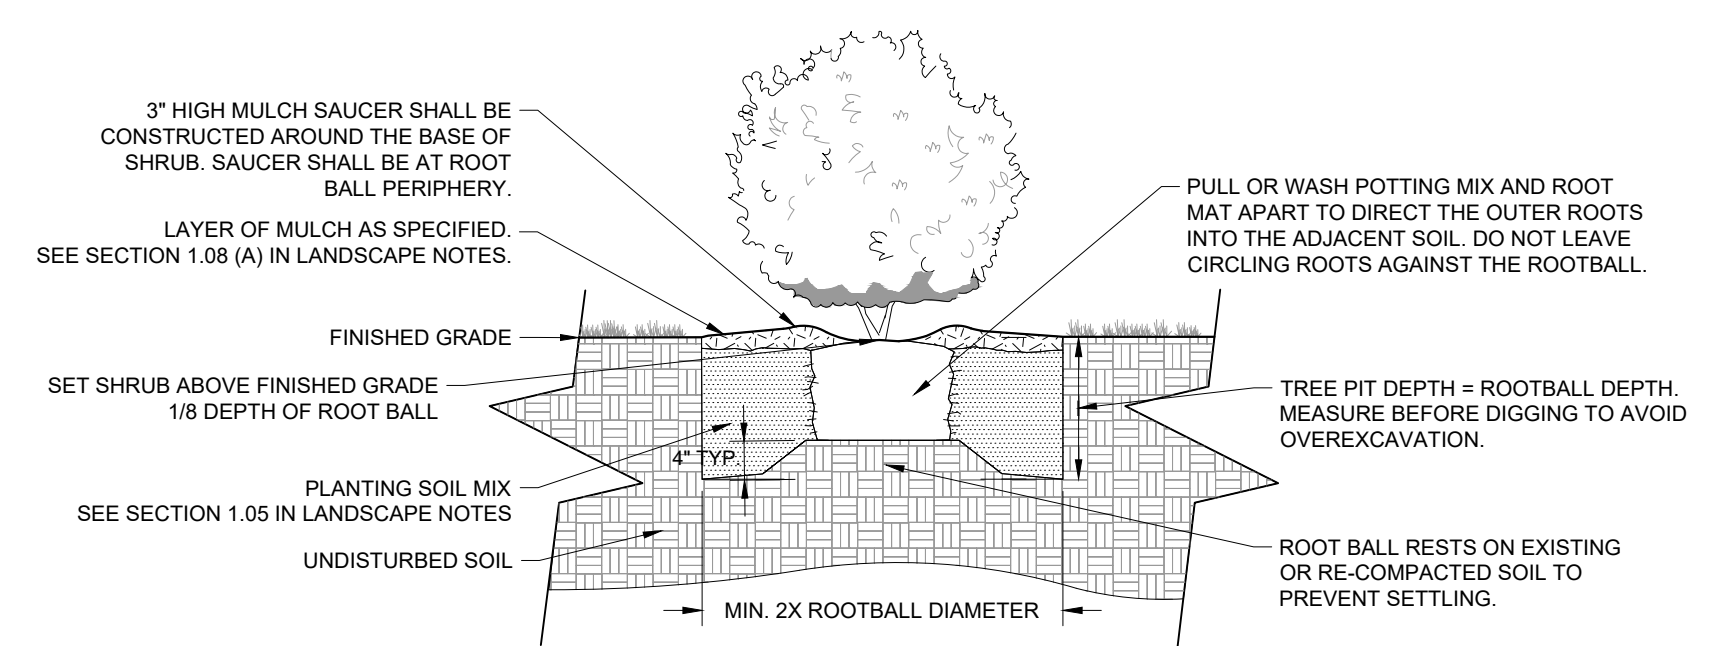 3" HIGH MULCH SAUCER SHALL BE
CONSTRUCTED AROUND THE BASE OF
SHRUB. SAUCER SHALL BE AT ROOT
BALL PERIPHERY.
LAYER OF MULCH AS SPECIFIED.
SEE SECTION 1.08 (A) IN LANDSCAPE NOTES.
FINISHED GRADE
SET SHRUB ABOVE FINISHED GRADE
1/8 DEPTH OF ROOT BALL
4" TYP.
PLANTING SOIL MIX
SEE SECTION 1.05 IN LANDSCAPE NOTES
UNDISTURBED SOIL
MIN. 2X ROOTBALL DIAMETER
PULL OR WASH POTTING MIX AND ROOT
MAT APART TO DIRECT THE OUTER ROOTS
INTO THE ADJACENT SOIL. DO NOT LEAVE
CIRCLING ROOTS AGAINST THE ROOTBALL.
TREE PIT DEPTH = ROOTBALL DEPTH.
MEASURE BEFORE DIGGING TO AVOID
OVEREXCAVATION.
ROOT BALL RESTS ON EXISTING
OR RE-COMPACTED SOIL TO
PREVENT SETTLING.